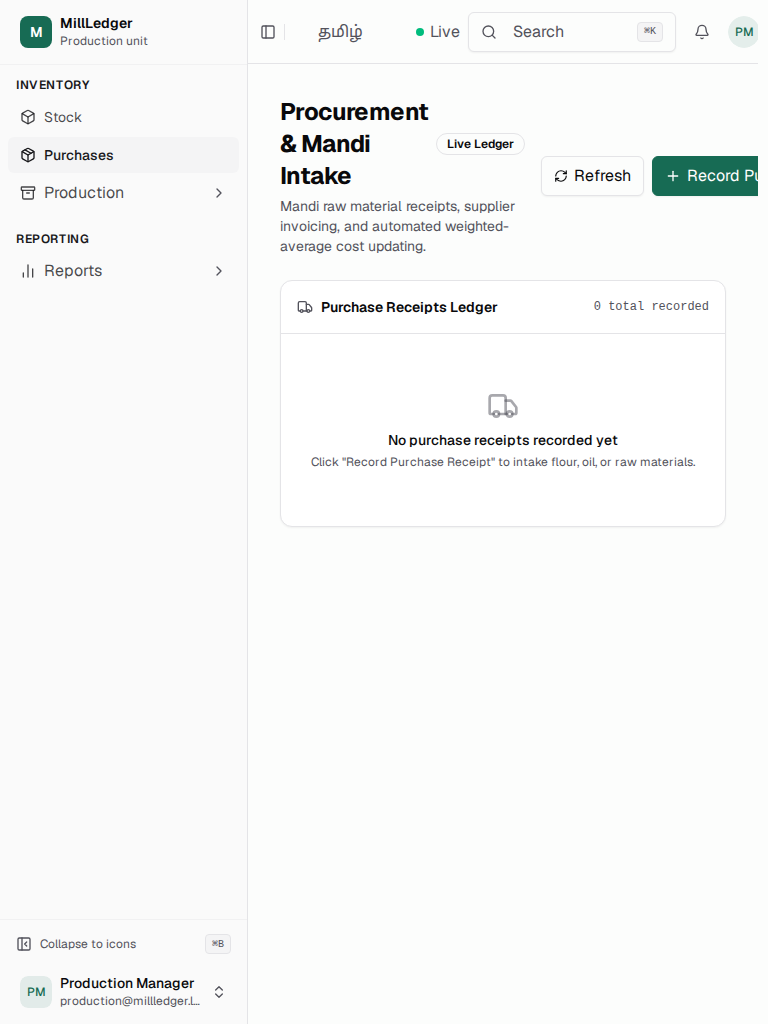 M
MillLedger
Production unit
INVENTORY
Stock
Purchases
Production
REPORTING
Reports
Collapse to icons
⌘B
PM
Production Manager
production@millledger.l...
தமிழ்
Live
Search
⌘K
PM
Procurement
& Mandi
Intake
Live Ledger
Mandi raw material receipts, supplier
invoicing, and automated weighted-
average cost updating.
Refresh
Record Pu
Purchase Receipts Ledger
0 total recorded
No purchase receipts recorded yet
Click "Record Purchase Receipt" to intake flour, oil, or raw materials.